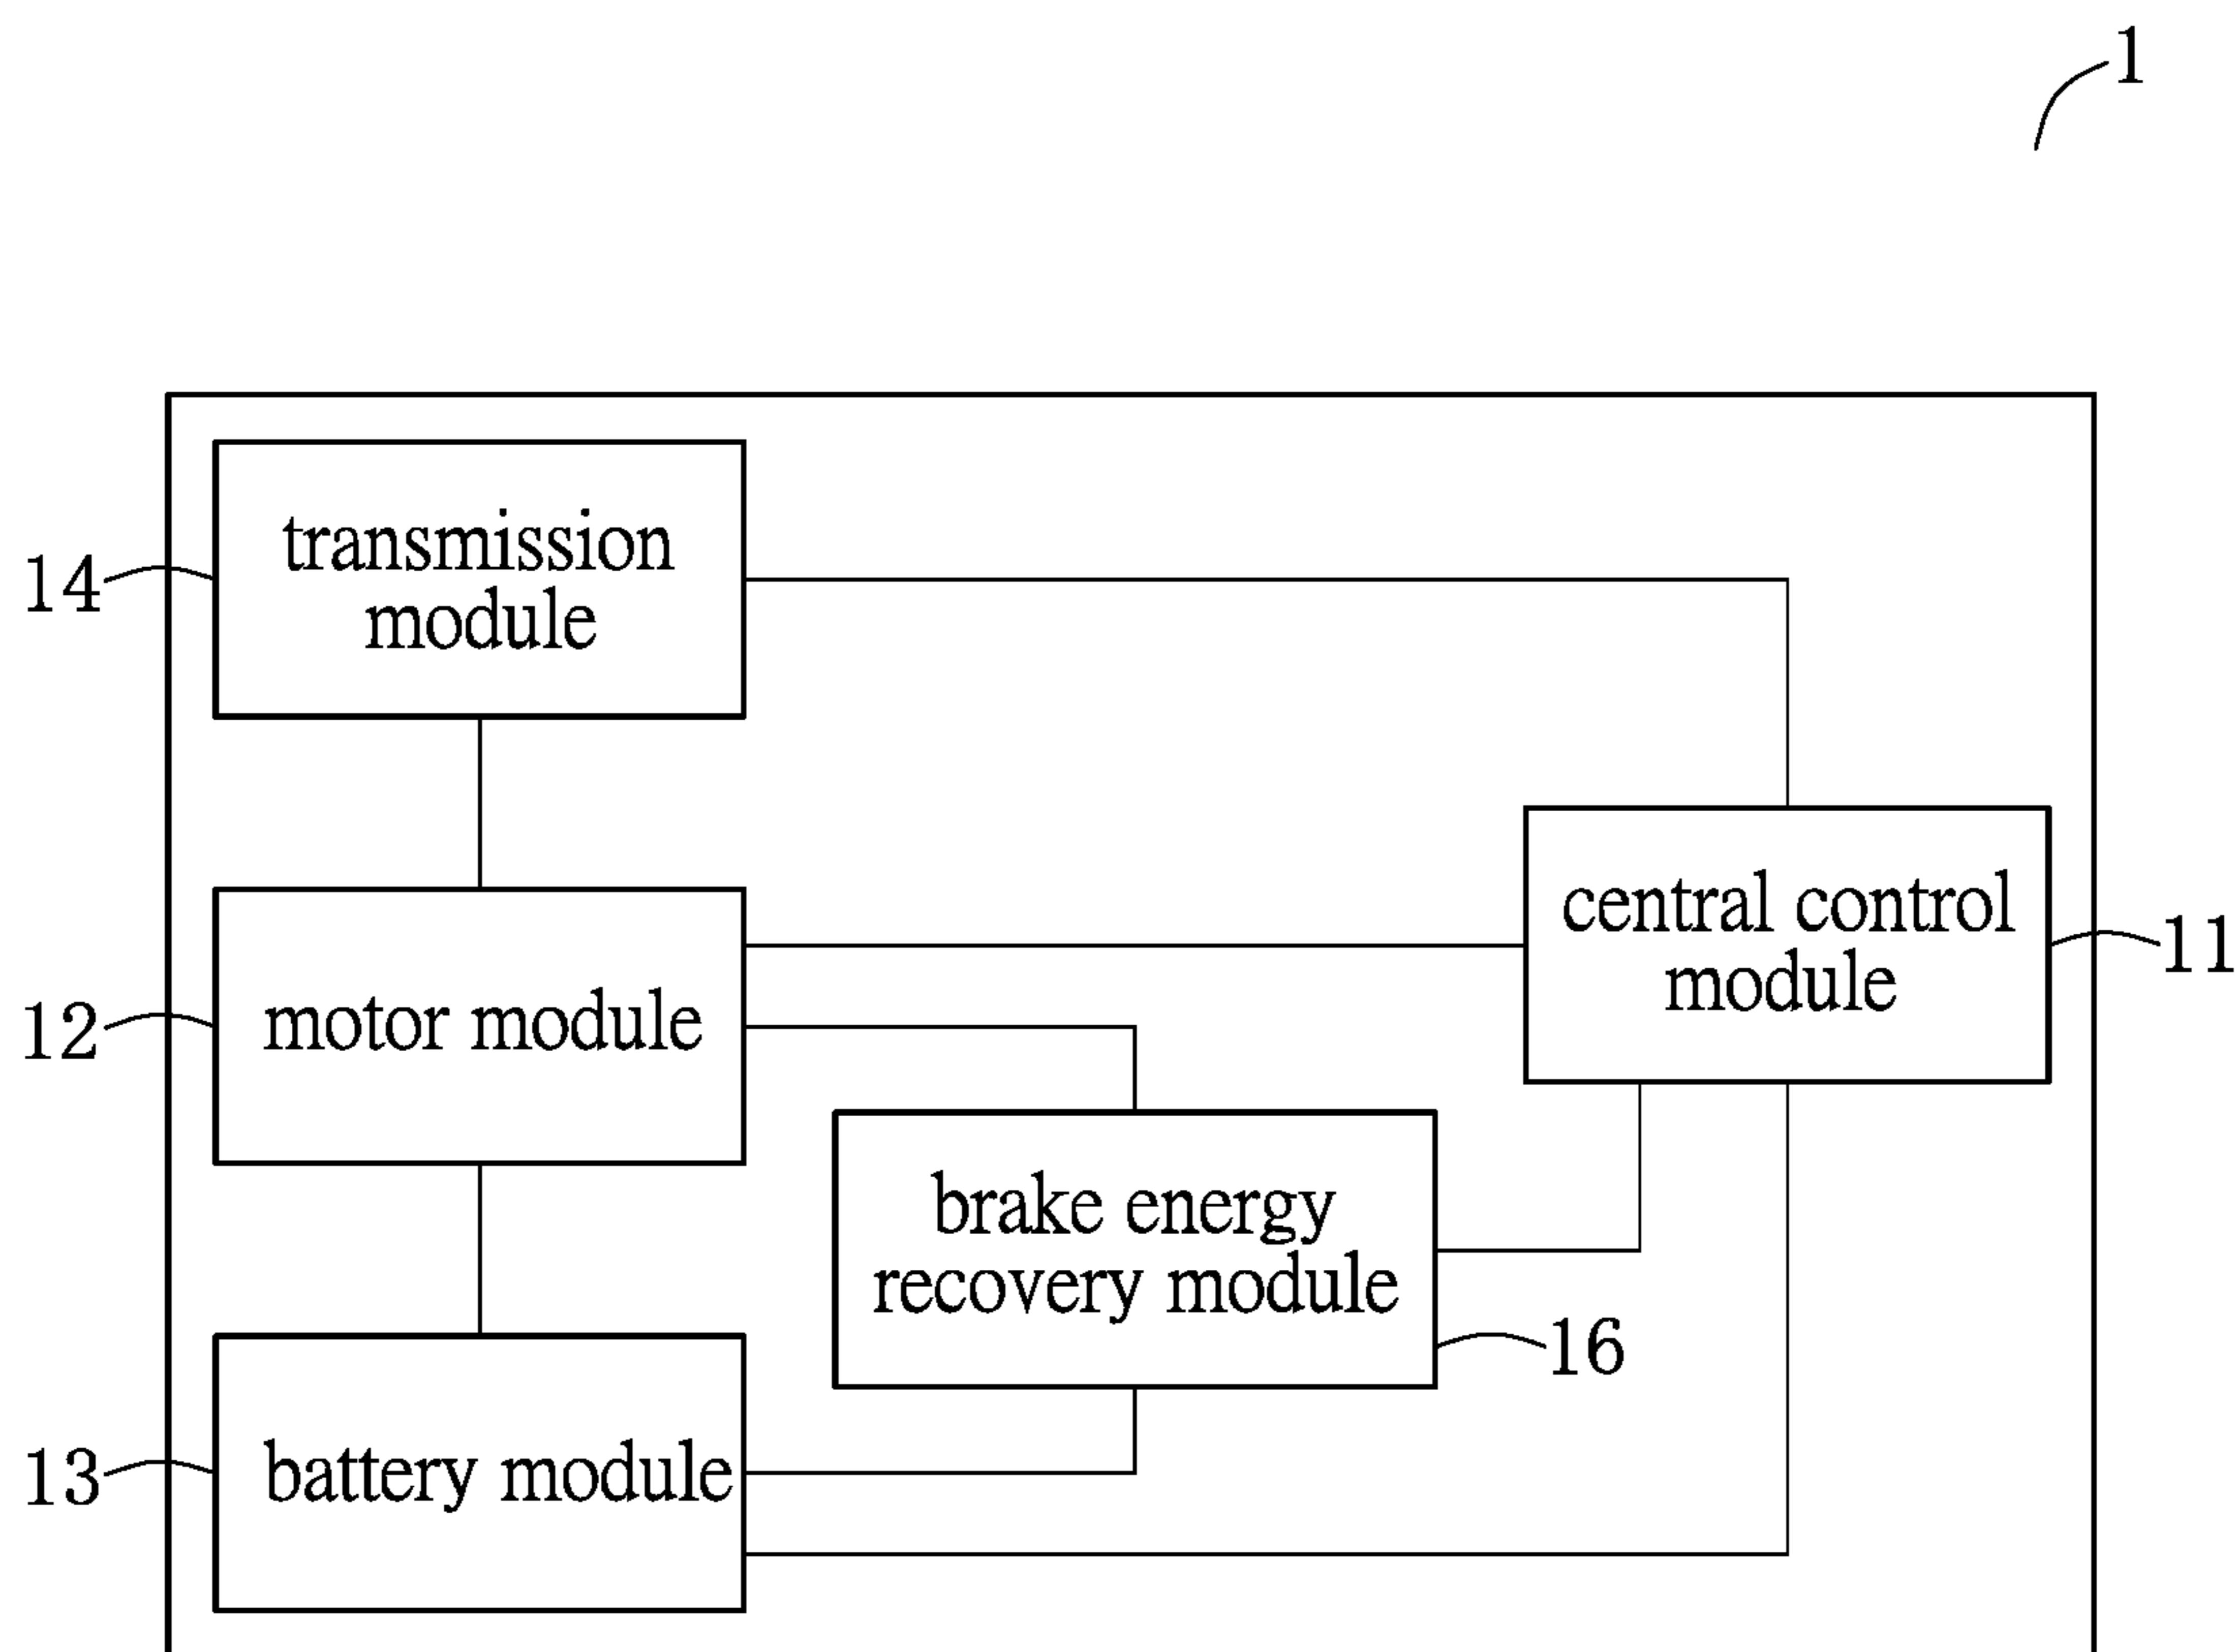 1
transmission
module
14
central control
module
11
motor module
12
brake energy
recovery module
16
battery module
13